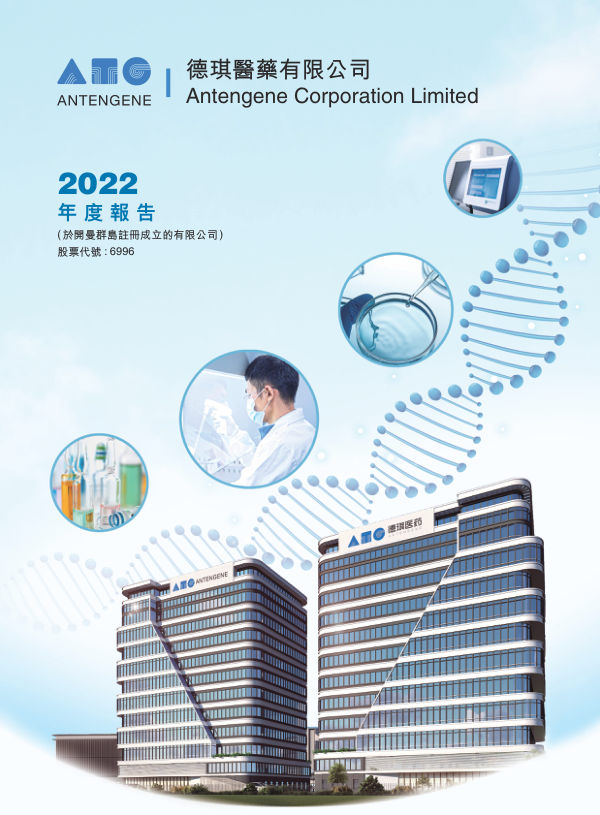 德琪醫藥有限公司
ANTENGENE
Antengene Corporation Limited
2022
年度報告
(於開曼群島註冊成立的有限公司)
股票代號 : 6996
ATG 德琪医药
ATG ANTENGENE